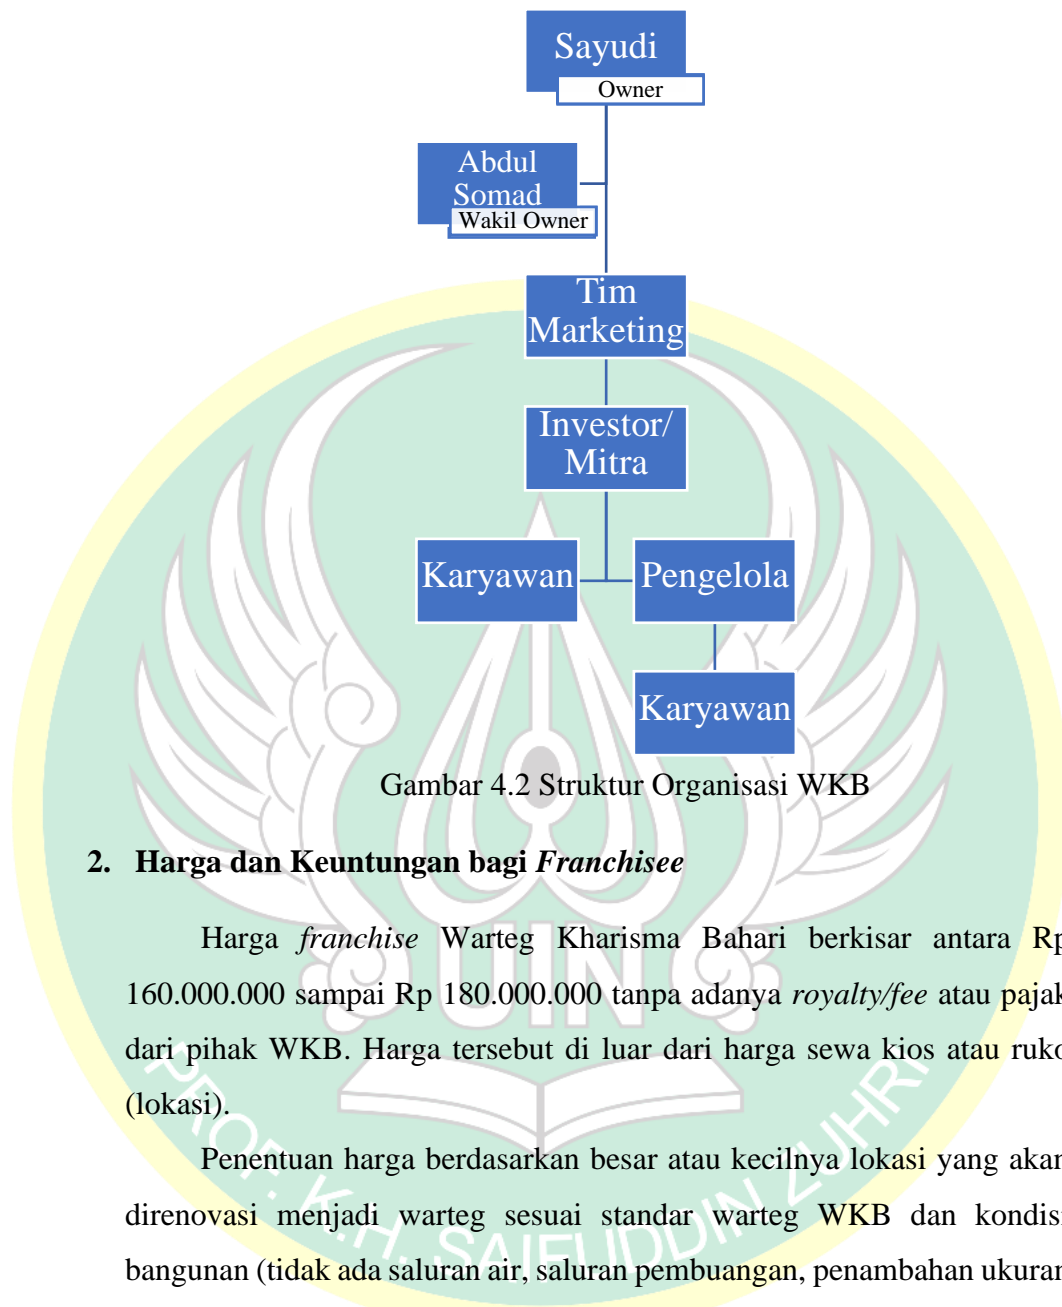 Sayudi
Owner
Abdul
Somad
Wakil Owner
Tim
Marketing
Investor/
Mitra
Karyawan
Pengelola
Karyawan
Gambar 4.2 Struktur Organisasi WKB
2. Harga dan Keuntungan bagi Franchisee
Harga franchise Warteg Kharisma Bahari berkisar antara Rp
160.000.000 sampai Rp 180.000.000 tanpa adanya royalty/fee atau pajak
dari pihak WKB. Harga tersebut di luar dari harga sewa kios atau ruko
(lokasi).
Penentuan harga berdasarkan besar atau kecilnya lokasi yang akan
direnovasi menjadi warteg sesuai standar warteg WKB dan kondisi
bangunan (tidak ada saluran air, saluran pembuangan, penambahan ukuran
UIN
PROF. K.H. SAIFUDDIN ZUHRI